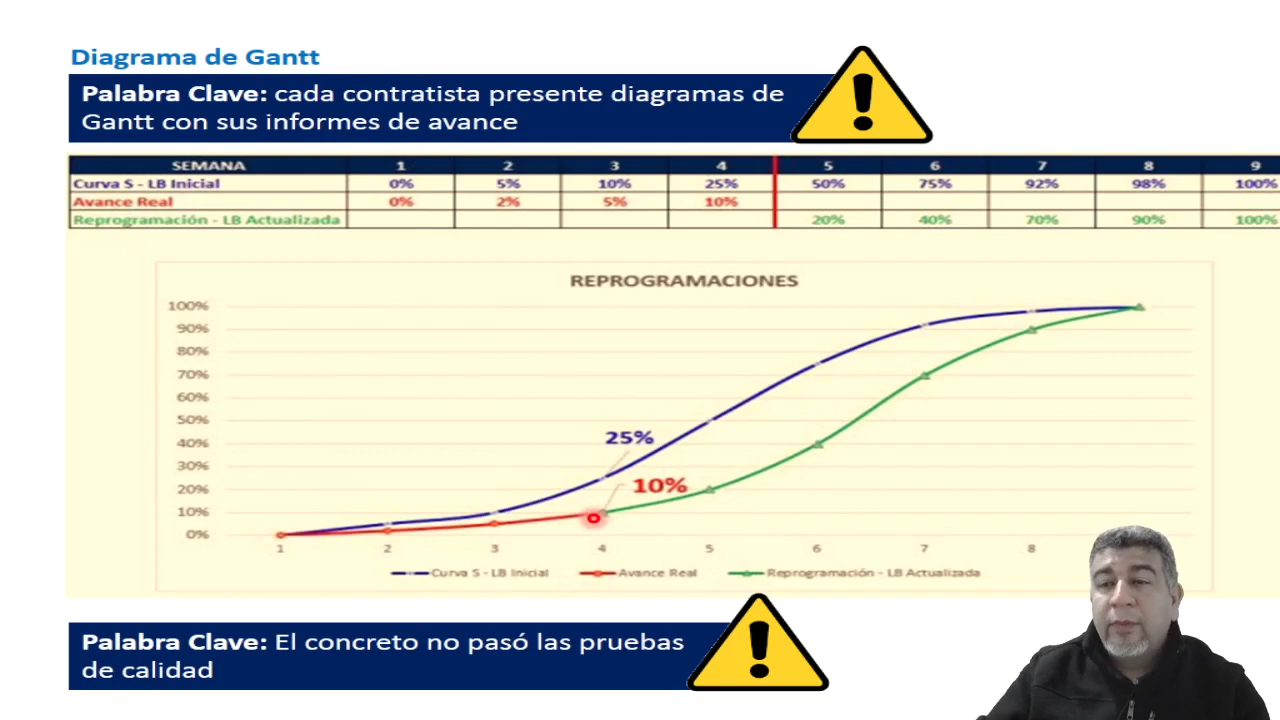 Diagrama de Gantt
Palabra Clave: cada contratista presente diagramas de
Gantt con sus informes de avance
SEMANA 1 2 3 4 5 6 7 8 9
Curva S - LB Inicial 0% 5% 10% 25% 50% 75% 92% 98% 100%
Avance Real 0% 2% 5% 10%
Reprogramación - LB Actualizada 20% 40% 70% 90% 100%
REPROGRAMACIONES
100%
90%
80%
70%
60%
50%
40%
30%
20%
10%
0%
25%
10%
1 2 3 4 5 6 7 8
Curva S - LB Inicial Avance Real Reprogramación - LB Actualizada
Palabra Clave: El concreto no pasó las pruebas
de calidad